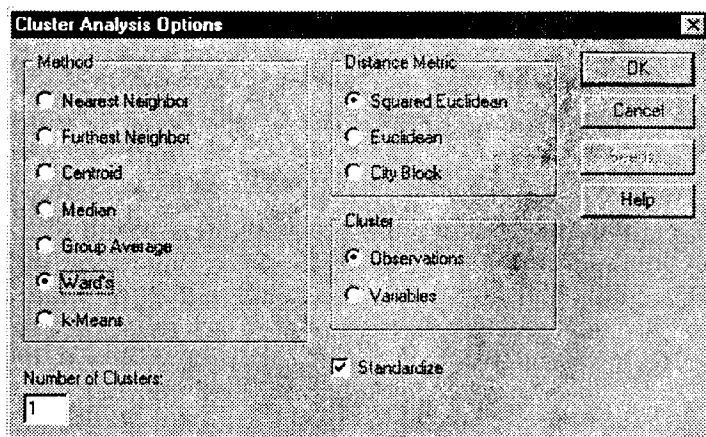 Cluster Analysis Options
Method
Nearest Neighbor
Furthest Neighbor
Centroid
Median
Group Average
Ward's
k-Means
Number of Clusters:
1
Distance Metric
Squared Euclidean
Euclidean
City Block
Cluster
Observations
Variables
Standardize
OK
Cancel
Seeds...
Help